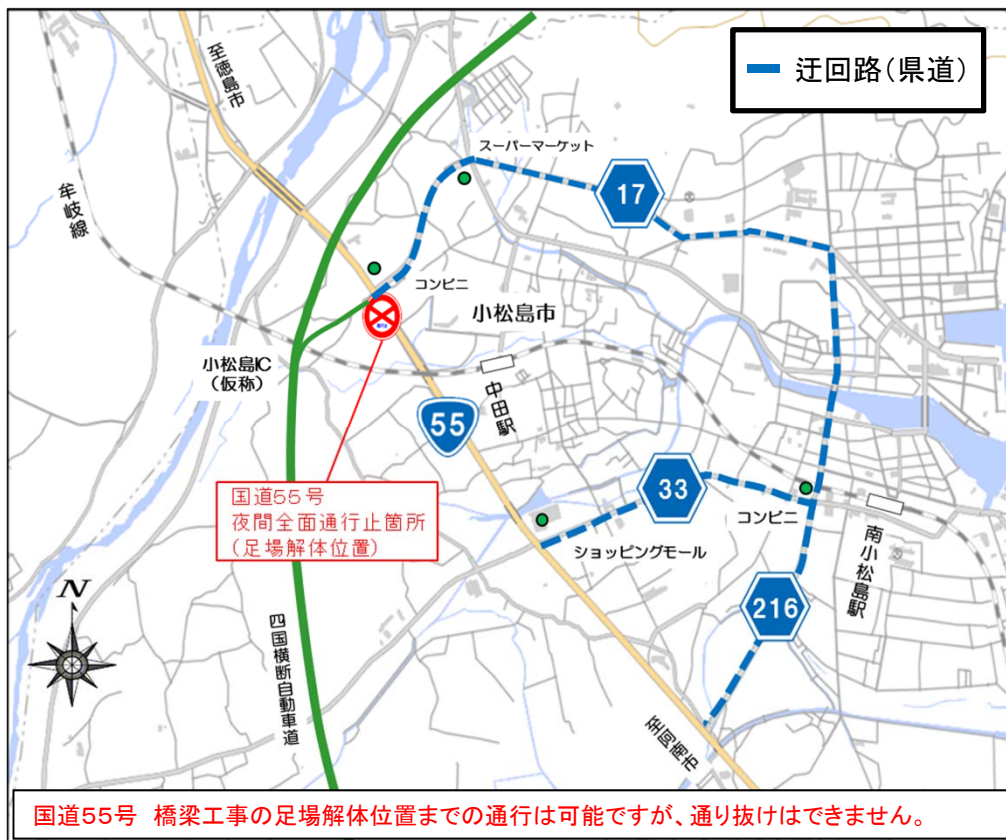 迂回路(県道)
至徳島市
スーパーマーケット
牟岐線
17
コンビニ
小松島市
小松島IC
(仮称)
中田駅
55
国道55号
夜間全面通行止箇所
(足場解体位置)
33
コンビニ
ショッピングモール
南小松島駅
216
N
四国横断自動車道
至阿南市
国道55号 橋梁工事の足場解体位置までの通行は可能ですが、通り抜けはできません。